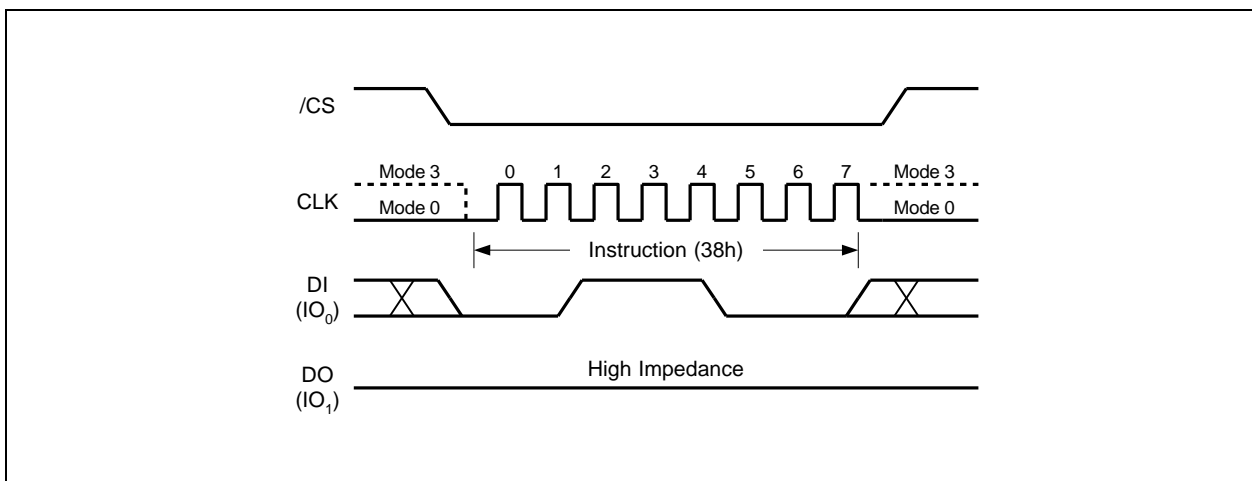 /CS
Mode 3 0 1 2 3 4 5 6 7 Mode 3
CLK
Mode 0 Mode 0
Instruction (38h)
DI
(IO₀)
High Impedance
DO
(IO₁)